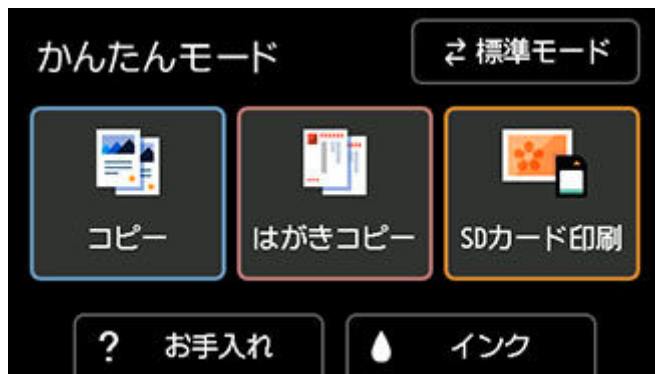 かんたんモード
⇄ 標準モード
コピー
はがきコピー
SDカード印刷
? お手入れ
インク